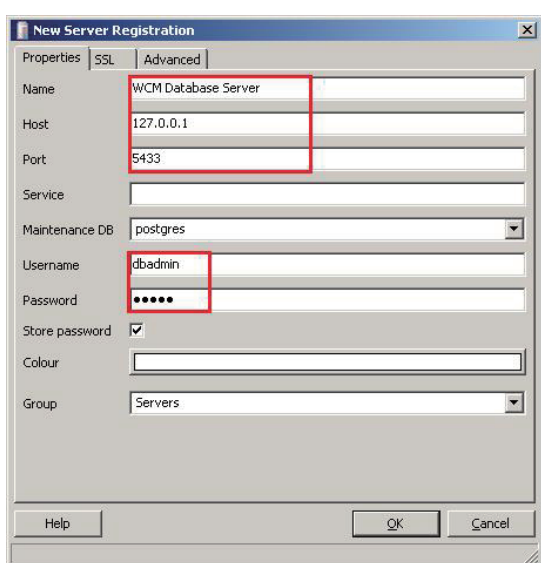 New Server Registration
Properties SSL Advanced
Name WCM Database Server
Host 127.0.0.1
Port 5433
Service
Maintenance DB postgres
Username dbadmin
Password •••••
Store password
Colour
Group Servers
Help OK Cancel